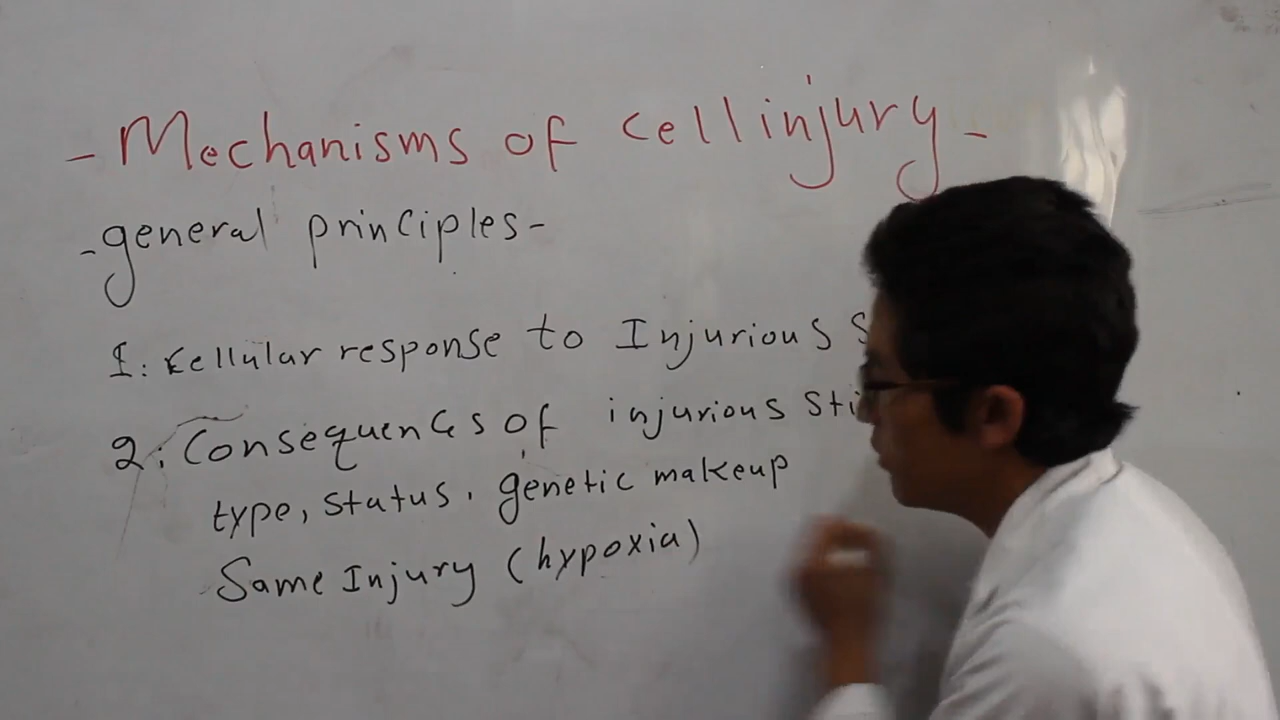 - Mechanisms of cell injury -
- general principles -
1. Cellular response to Injurious S
2. Consequences of injurious sti
type, status, genetic makeup
Same Injury (hypoxia)